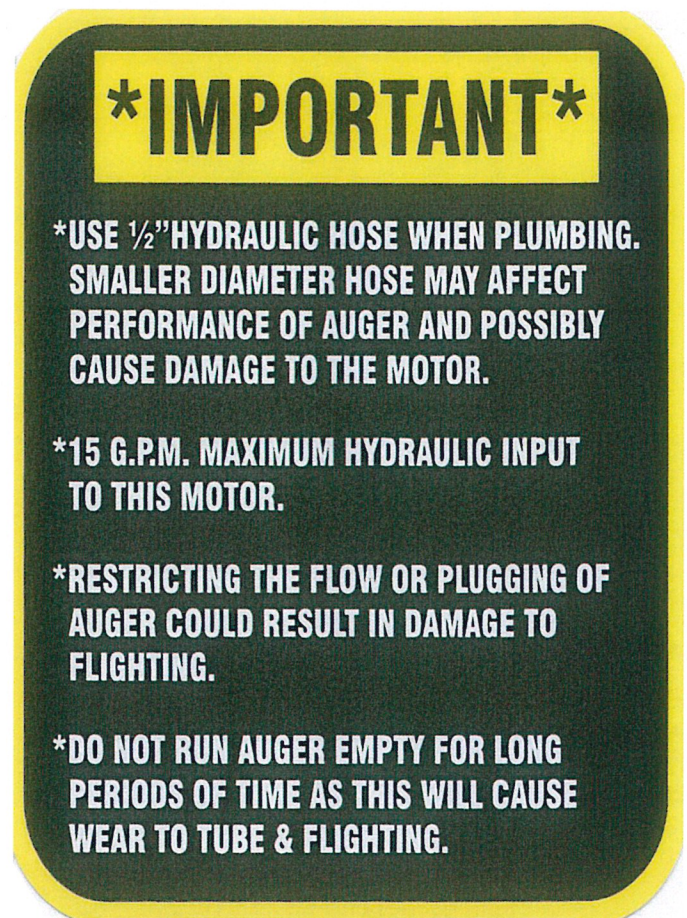 *IMPORTANT*
*USE ½”HYDRAULIC HOSE WHEN PLUMBING.
SMALLER DIAMETER HOSE MAY AFFECT
PERFORMANCE OF AUGER AND POSSIBLY
CAUSE DAMAGE TO THE MOTOR.
*15 G.P.M. MAXIMUM HYDRAULIC INPUT
TO THIS MOTOR.
*RESTRICTING THE FLOW OR PLUGGING OF
AUGER COULD RESULT IN DAMAGE TO
FLIGHTING.
*DO NOT RUN AUGER EMPTY FOR LONG
PERIODS OF TIME AS THIS WILL CAUSE
WEAR TO TUBE & FLIGHTING.